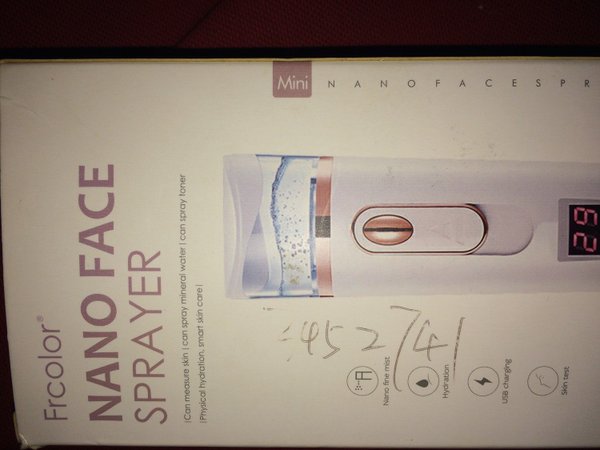 Mini NANOFACESPR
Frcolor®
NANO FACE
SPRAYER
|Can measure skin|can spray mineral water|can spray toner
|Physical hydration, smart skin care|
29
452741
Nano fine mist
Hydration
USB charging
Skin test